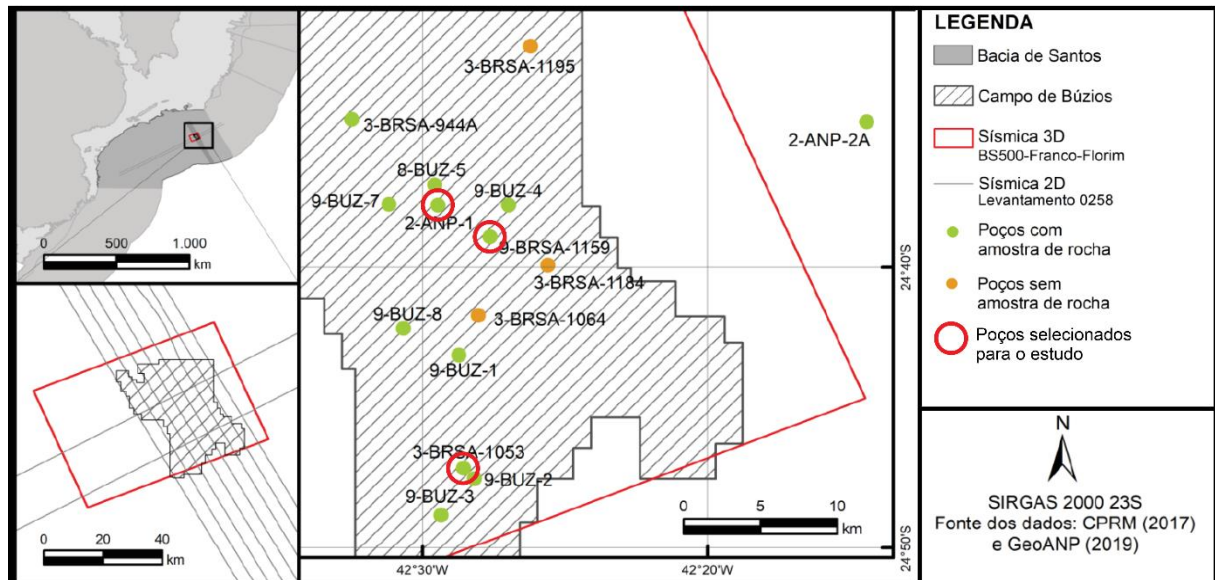 0 500 1.000
km
0 20 40
km
3-BRSA-1195
3-BRSA-944A
2-ANP-2A
8-BUZ-5
9-BUZ-4
9-BUZ-7
2-ANP-1
9-BRSA-1159
3-BRSA-1184
9-BUZ-8
3-BRSA-1064
9-BUZ-1
3-BRSA-1053
9-BUZ-2
9-BUZ-3
0 5 10
km
24°40'S
24°50'S
42°30'W
42°20'W
LEGENDA
Bacia de Santos
Campo de Búzios
Sísmica 3D
BS500-Franco-Florim
Sísmica 2D
Levantamento 0258
Poços com
amostra de rocha
Poços sem
amostra de rocha
Poços selecionados
para o estudo
N
SIRGAS 2000 23S
Fonte dos dados: CPRM (2017)
e GeoANP (2019)